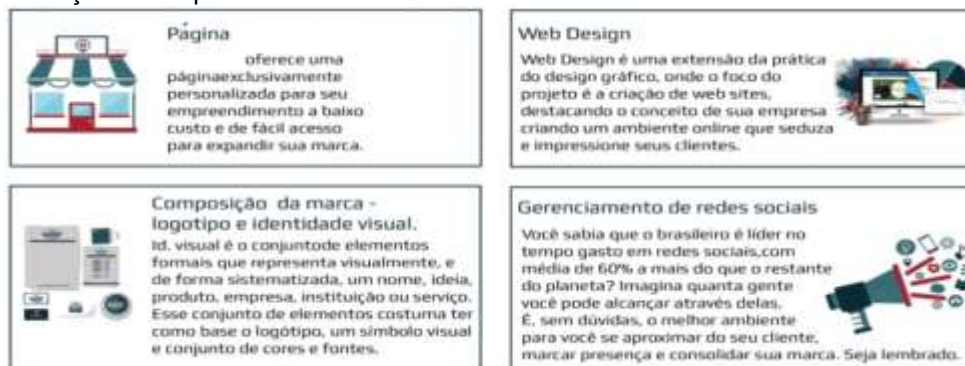 Página
oferece uma
páginaexclusivamente
personalizada para seu
empreendimento a baixo
custo e de fácil acesso
para expandir sua marca.
Web Design
Web Design é uma extensão da prática
do design gráfico, onde o foco do
projeto é a criação de web sites,
destacando o conceito de sua empresa
criando um ambiente online que seduza
e impressione seus clientes.
Composição da marca -
logotipo e identidade visual.
Id. visual é o conjuntode elementos
formais que representa visualmente, e
de forma sistematizada, um nome, ideia,
produto, empresa, instituição ou serviço.
Esse conjunto de elementos costuma ter
como base o logótipo, um símbolo visual
e conjunto de cores e fontes.
Gerenciamento de redes sociais
Você sabia que o brasileiro é líder no
tempo gasto em redes sociais,com
média de 60% a mais do que o restante
do planeta? Imagina quanta gente
você pode alcançar através delas.
É, sem dúvidas, o melhor ambiente
para você se aproximar do seu cliente,
marcar presença e consolidar sua marca. Seja lembrado.